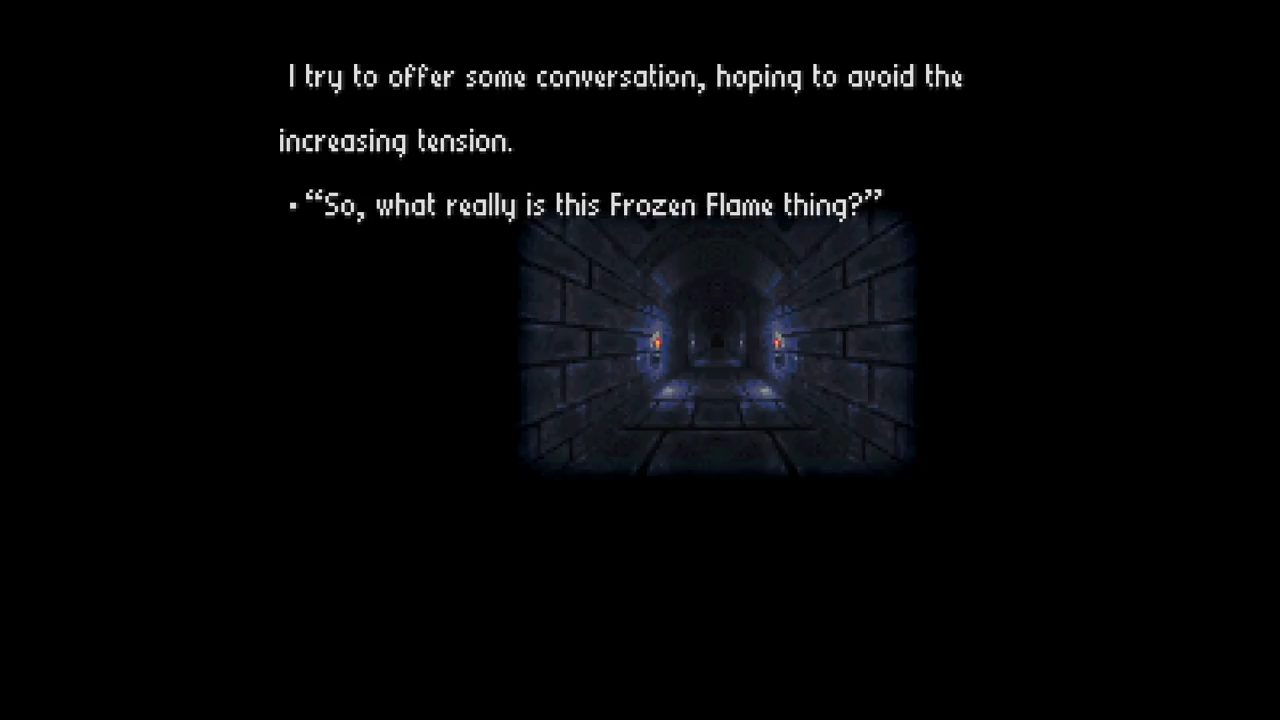 I try to offer some conversation, hoping to avoid the
increasing tension.
• “So, what really is this Frozen Flame thing?”